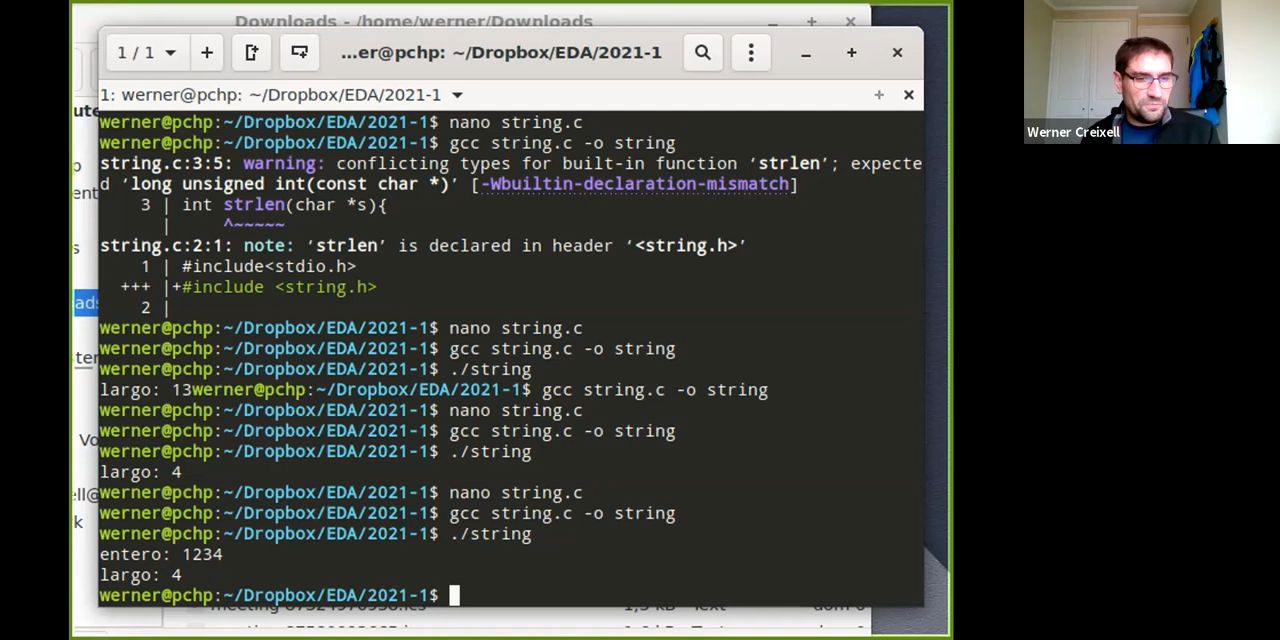 Downloads - /home/werner/Downloads
1 / 1
...er@pchp: ~/Dropbox/EDA/2021-1
1: werner@pchp: ~/Dropbox/EDA/2021-1
werner@pchp:~/Dropbox/EDA/2021-1$ nano string.c
werner@pchp:~/Dropbox/EDA/2021-1$ gcc string.c -o string
string.c:3:5: warning: conflicting types for built-in function ‘strlen’; expecte
d ‘long unsigned int(const char *)’ [-Wbuiltin-declaration-mismatch]
3 | int strlen(char *s){
| ^~~~~~
string.c:2:1: note: ‘strlen’ is declared in header ‘<string.h>’
1 | #include<stdio.h>
+++ |+#include <string.h>
2 |
werner@pchp:~/Dropbox/EDA/2021-1$ nano string.c
werner@pchp:~/Dropbox/EDA/2021-1$ gcc string.c -o string
werner@pchp:~/Dropbox/EDA/2021-1$ ./string
largo: 13werner@pchp:~/Dropbox/EDA/2021-1$ gcc string.c -o string
werner@pchp:~/Dropbox/EDA/2021-1$ nano string.c
werner@pchp:~/Dropbox/EDA/2021-1$ gcc string.c -o string
werner@pchp:~/Dropbox/EDA/2021-1$ ./string
largo: 4
werner@pchp:~/Dropbox/EDA/2021-1$ nano string.c
werner@pchp:~/Dropbox/EDA/2021-1$ gcc string.c -o string
werner@pchp:~/Dropbox/EDA/2021-1$ ./string
entero: 1234
largo: 4
werner@pchp:~/Dropbox/EDA/2021-1$
Werner Creixell